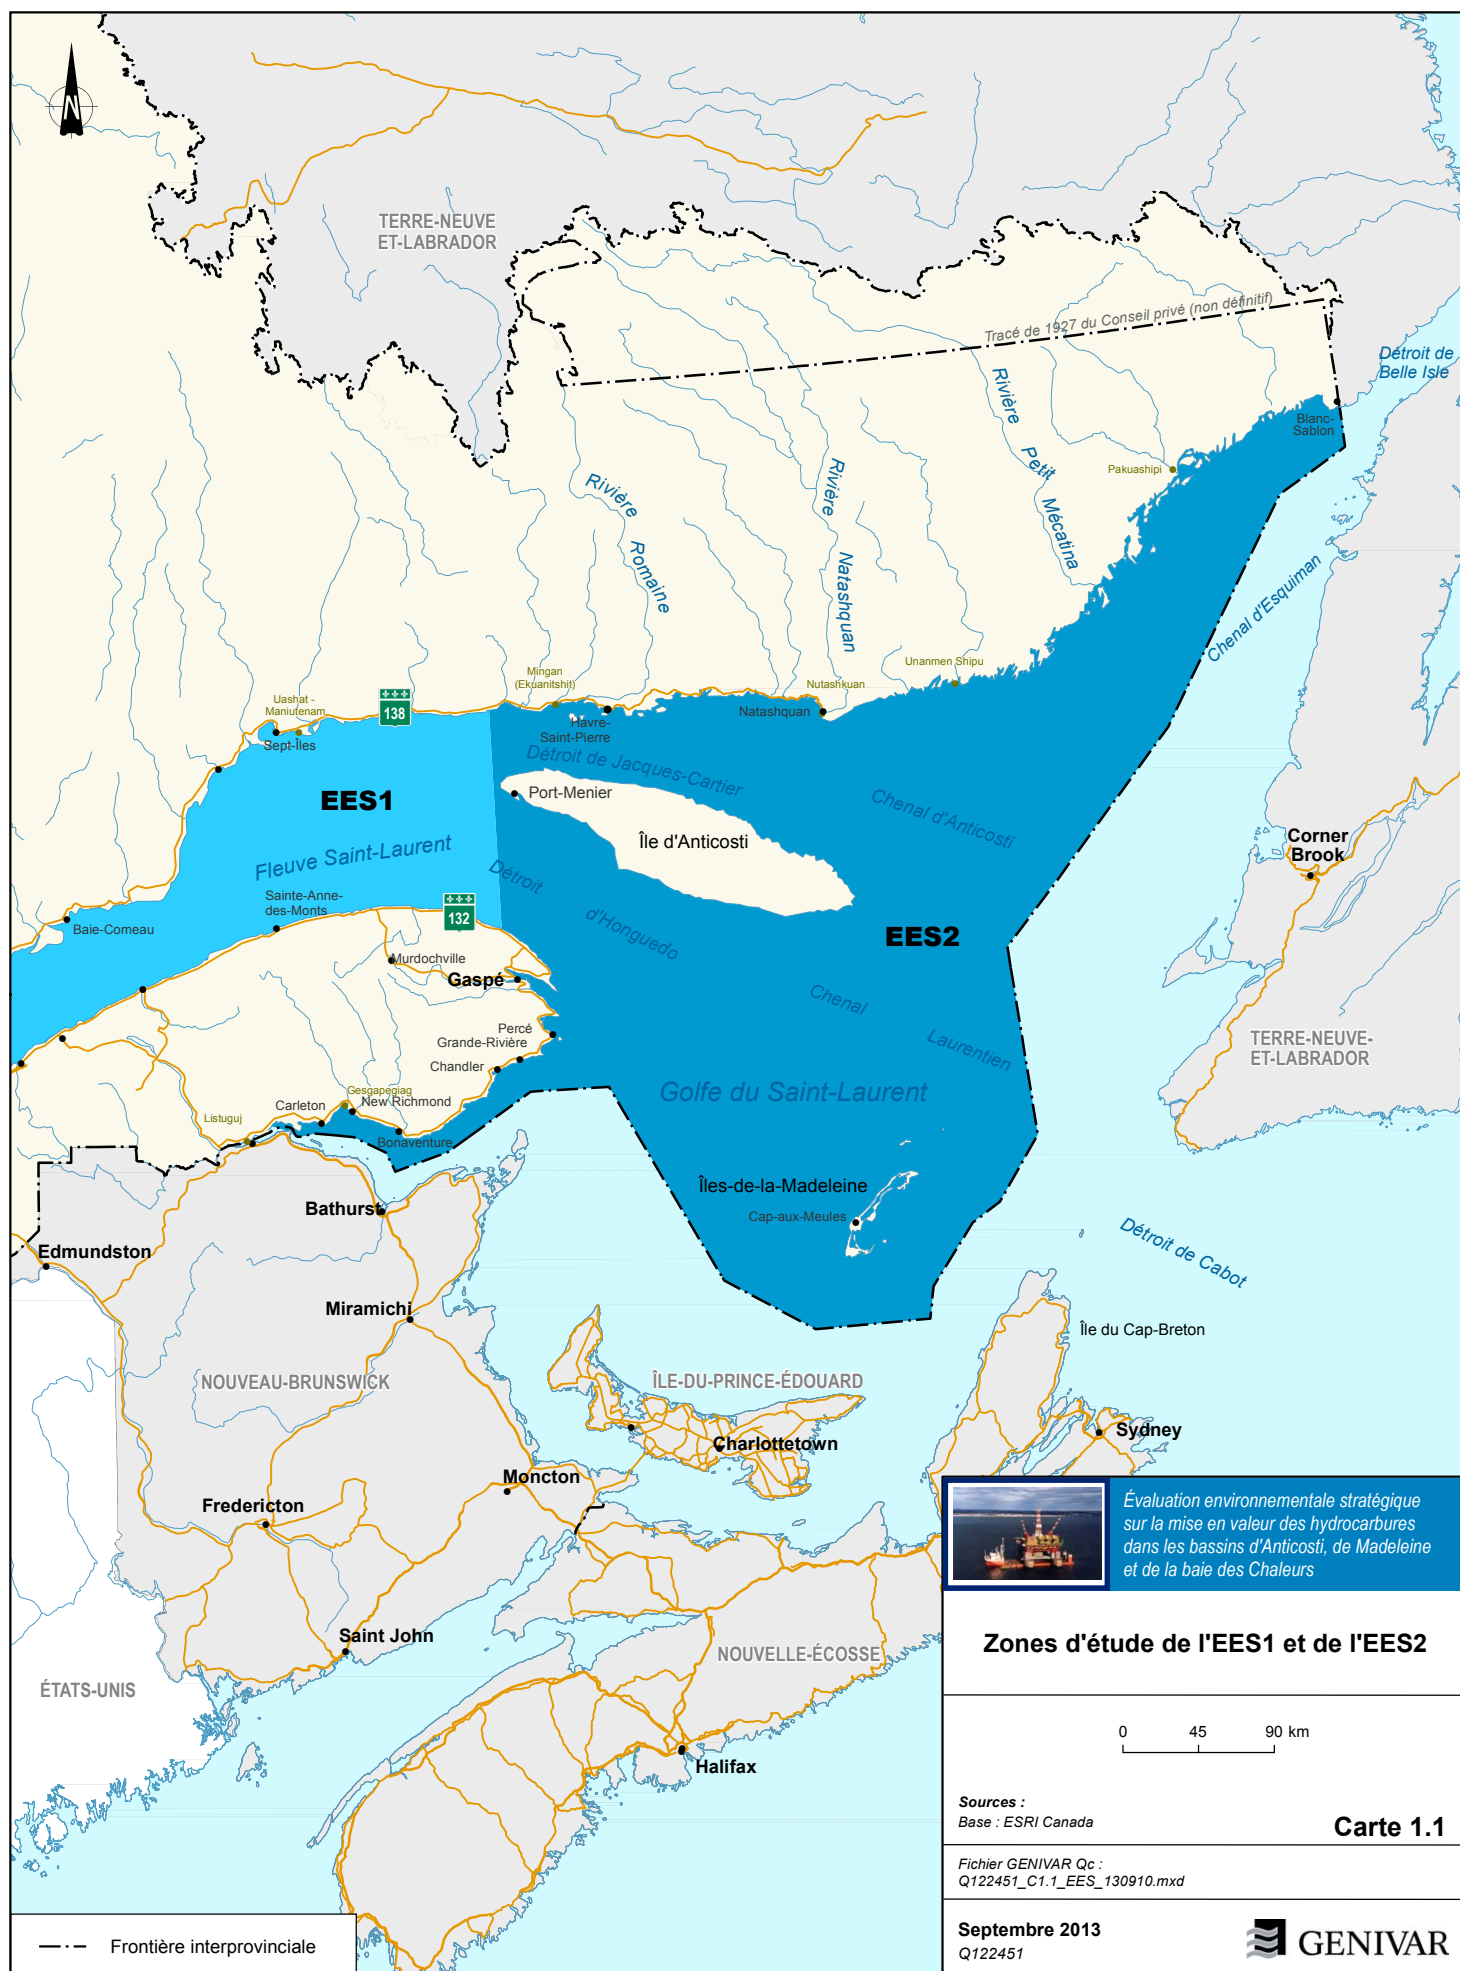 N
TERRE-NEUVE
ET-LABRADOR
Tracé de 1927 du Conseil privé (non définitif)
Détroit de
Belle Isle
Blanc-
Sablon
Rivière
Petit
Mécatina
Pakuashipi
Rivière
Natashquan
Rivière
Romaine
Chenal d'Esquiman
Unanmen Shipu
Mingan
(Ekuanitshit)
Nutashkuan
Natashquan
Uashat -
Maniutenam
138
Sept-Îles
Havre-
Saint-Pierre
Détroit de Jacques-Cartier
EES1
Port-Menier
Chenal d'Anticosti
Île d'Anticosti
Corner
Brook
Fleuve Saint-Laurent
Détroit
d'Honguedo
Sainte-Anne-
des-Monts
132
Baie-Comeau
EES2
Murdochville
Gaspé
Chenal
Laurentien
Percé
Grande-Rivière
Chandler
TERRE-NEUVE-
ET-LABRADOR
Golfe du Saint-Laurent
Gesgapegiag
New Richmond
Carleton
Listuguj
Bonaventure
Îles-de-la-Madeleine
Cap-aux-Meules
Bathurst
Détroit de Cabot
Edmundston
Miramichi
Île du Cap-Breton
NOUVEAU-BRUNSWICK
ÎLE-DU-PRINCE-ÉDOUARD
Charlottetown
Sydney
Moncton
Fredericton
Saint John
NOUVELLE-ÉCOSSE
ÉTATS-UNIS
Halifax
Frontière interprovinciale
Évaluation environnementale stratégique
sur la mise en valeur des hydrocarbures
dans les bassins d'Anticosti, de Madeleine
et de la baie des Chaleurs
Zones d'étude de l'EES1 et de l'EES2
0 45 90 km
Sources :
Base : ESRI Canada
Carte 1.1
Fichier GENIVAR Qc :
Q122451_C1.1_EES_130910.mxd
Septembre 2013
Q122451
GENIVAR